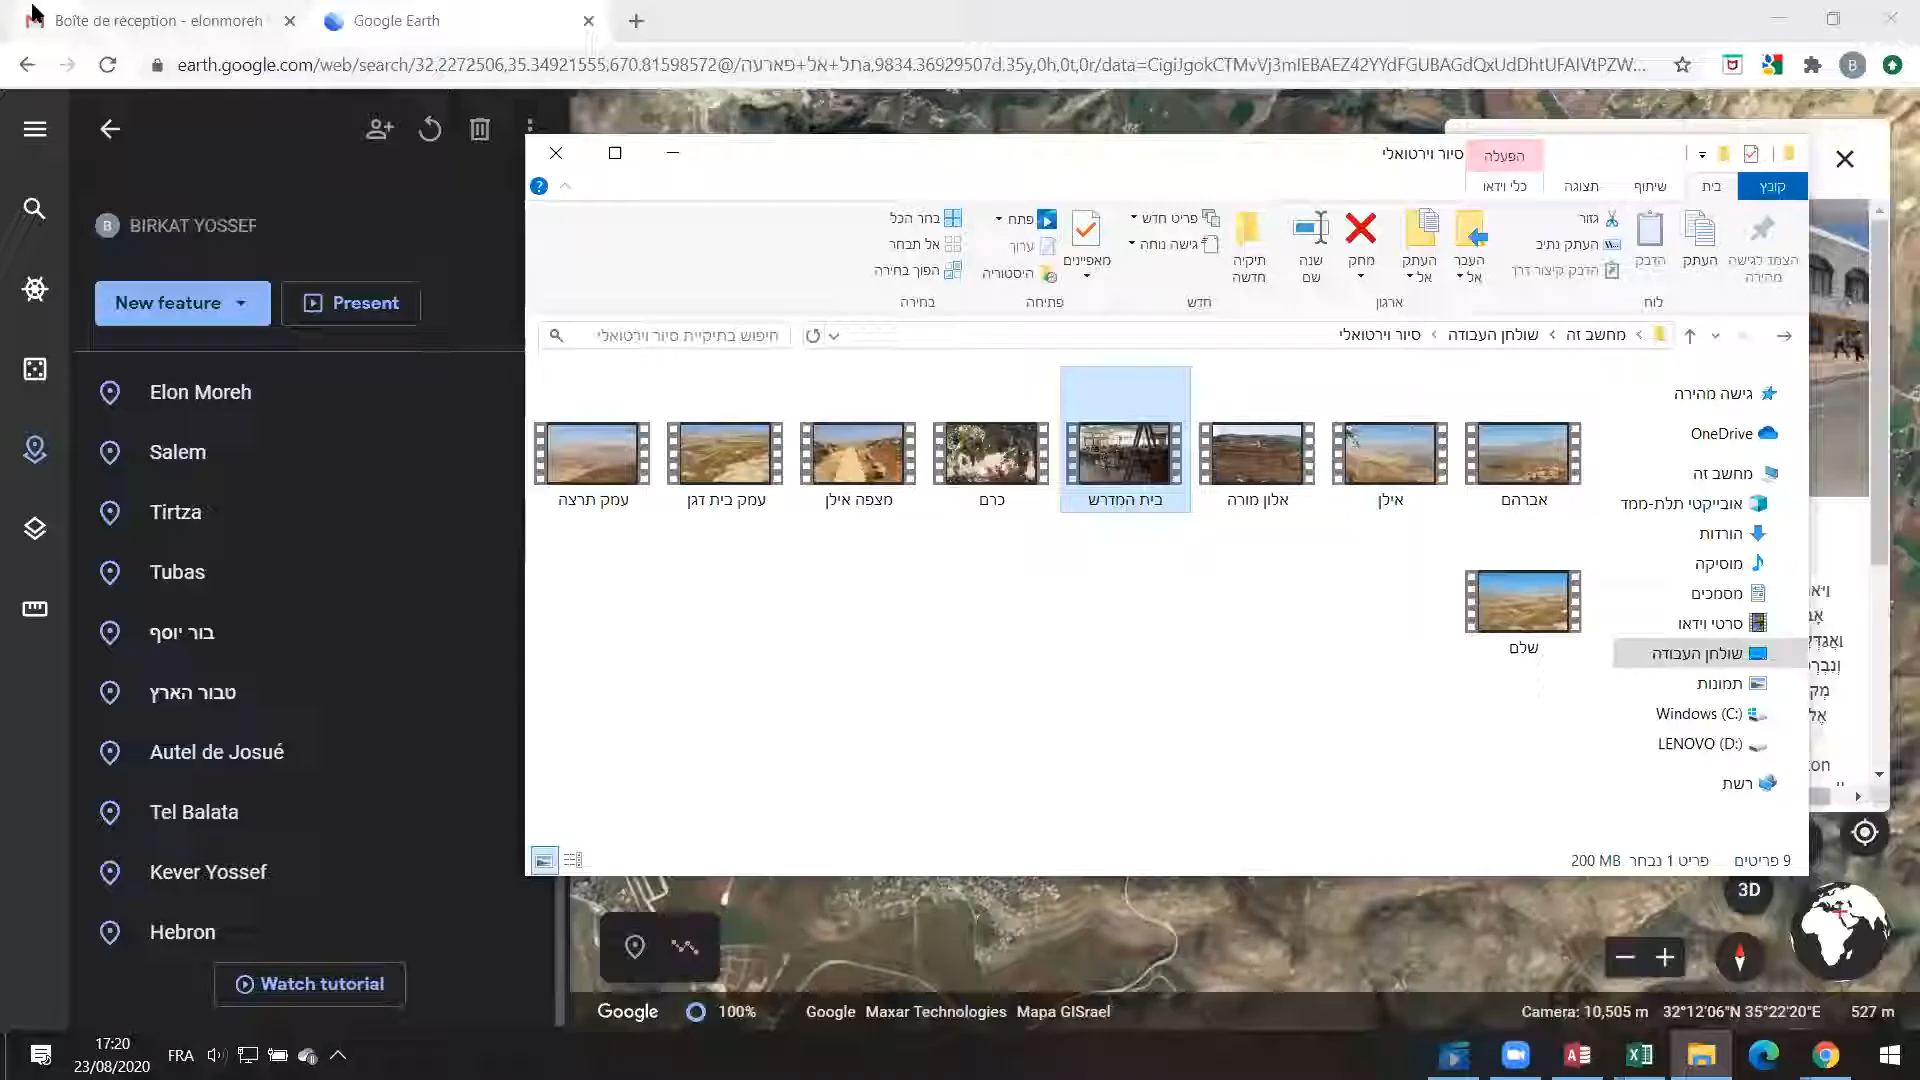 Boîte de réception - elonmoreh
Google Earth
earth.google.com/web/search/תל+אל+פארעה/@32.2272506,35.34921555,670.81598572a,9834.36929507d,35y,0h,0t,0r/data=CigiJgokCTMvVj3mIEBAEZ42YYdFGUBAGdQxUdDhtUFAIVtPZW...
B
B BIRKAT YOSSEF
New feature
Present
Elon Moreh
Salem
Tirtza
Tubas
בור יוסף
טבור הארץ
Autel de Josué
Tel Balata
Kever Yossef
Hebron
Watch tutorial
סיור וירטואלי
הפעלה
קובץ
בית
שיתוף
תצוגה
כלי וידאו
הצמד לגישה מהירה
העתק
הדבק
גזור
העתק נתיב
הדבק קיצור דרך
לוח
העבר אל
העתק אל
מחק
שנה שם
ארגון
תיקיה חדשה
פריט חדש
גישה נוחה
חדש
מאפיינים
פתח
ערוך
היסטוריה
פתיחה
בחר הכל
אל תבחר
הפוך בחירה
בחירה
מחשב זה
שולחן העבודה
סיור וירטואלי
חיפוש בתיקיית סיור וירטואלי
גישה מהירה
OneDrive
מחשב זה
אובייקטי תלת-ממד
הורדות
מוסיקה
מסמכים
סרטי וידאו
שולחן העבודה
תמונות
Windows (C:)
LENOVO (D:)
רשת
אברהם
אילן
אלון מורה
בית המדרש
כרם
מצפה אילן
עמק בית דגן
עמק תרצה
שלם
9 פריטים
פריט 1 נבחר
200 MB
3D
Google
100%
Google
Maxar Technologies
Mapa GISrael
Camera: 10,505 m
32°12'06"N 35°22'20"E
527 m
17:20
23/08/2020
FRA